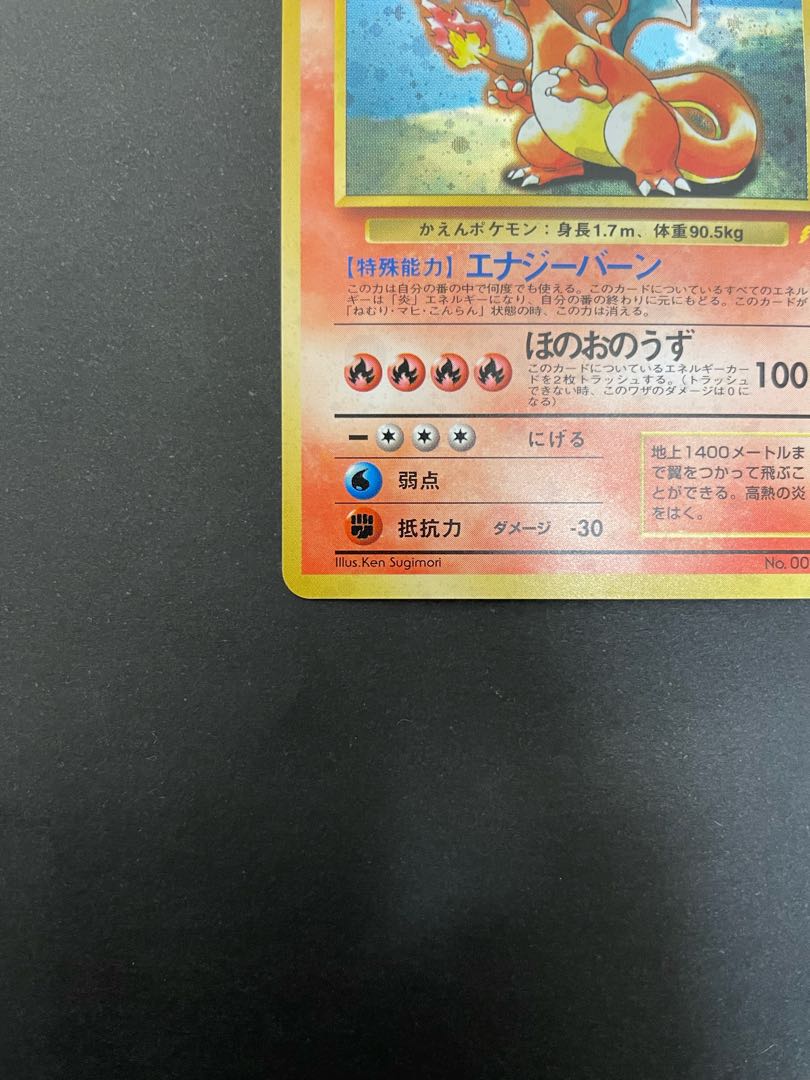 かえんポケモン：身長1.7m、体重90.5kg
【特殊能力】エナジーバーン
この力は自分の番の中で何度でも使える。このカードについているすべてのエネル
ギーは「炎」エネルギーになり、自分の番の終わりに元にもどる。このカードが
「ねむり・マヒ・こんらん」状態の時、この力は消える。
ほのおのうず
このカードについているエネルギーカー
ドを2枚トラッシュする。（トラッシュ
できない時、このワザのダメージは0に
なる）
100
ー にげる
弱点
抵抗力 ダメージ -30
地上1400メートルま
で翼をつかって飛ぶこ
とができる。高熱の炎
をはく。
Illus.Ken Sugimori
No. 00